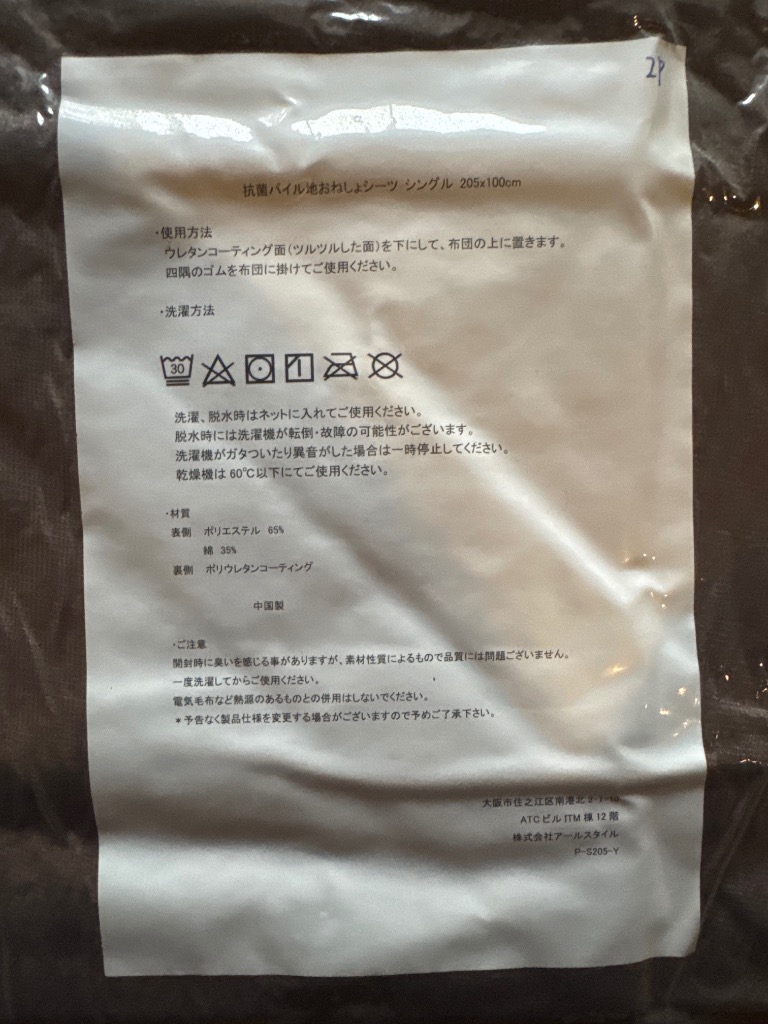 2P
抗菌パイル地おねしょシーツ シングル 205x100cm
・使用方法
ウレタンコーティング面(ツルツルした面)を下にして、布団の上に置きます。
四隅のゴムを布団に掛けてご使用ください。
・洗濯方法
30
洗濯、脱水時はネットに入れてご使用ください。
脱水時には洗濯機が転倒・故障の可能性がございます。
洗濯機がガタついたり異音がした場合は一時停止してください。
乾燥機は60℃以下にてご使用ください。
・材質
表側 ポリエステル 65%
綿 35%
裏側 ポリウレタンコーティング
中国製
・ご注意
開封時に臭いを感じる事がありますが、素材性質によるもので品質には問題ございません。
一度洗濯してからご使用ください。
電気毛布など熱源のあるものとの併用はしないでください。
*予告なく製品仕様を変更する場合がございますので予めご了承下さい。
大阪市住之江区南港北
ATCビル ITM 棟 12 階
株式会社アールスタイル
P-S205-Y